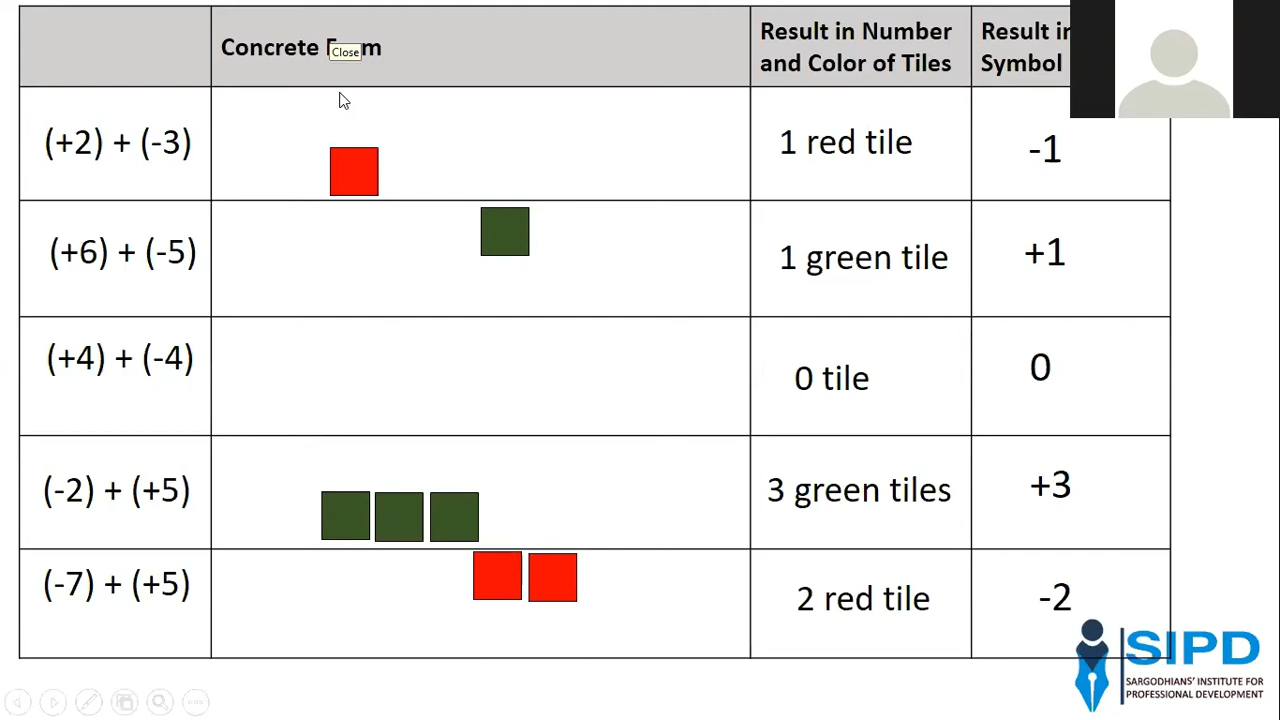 Concrete
Close
m
Result in Number
and Color of Tiles
Result in
Symbol
(+2) + (-3)
1 red tile
-1
(+6) + (-5)
1 green tile
+1
(+4) + (-4)
0 tile
0
(-2) + (+5)
3 green tiles
+3
(-7) + (+5)
2 red tile
-2
SIPD
SARGODHIANS' INSTITUTE FOR
PROFESSIONAL DEVELOPMENT